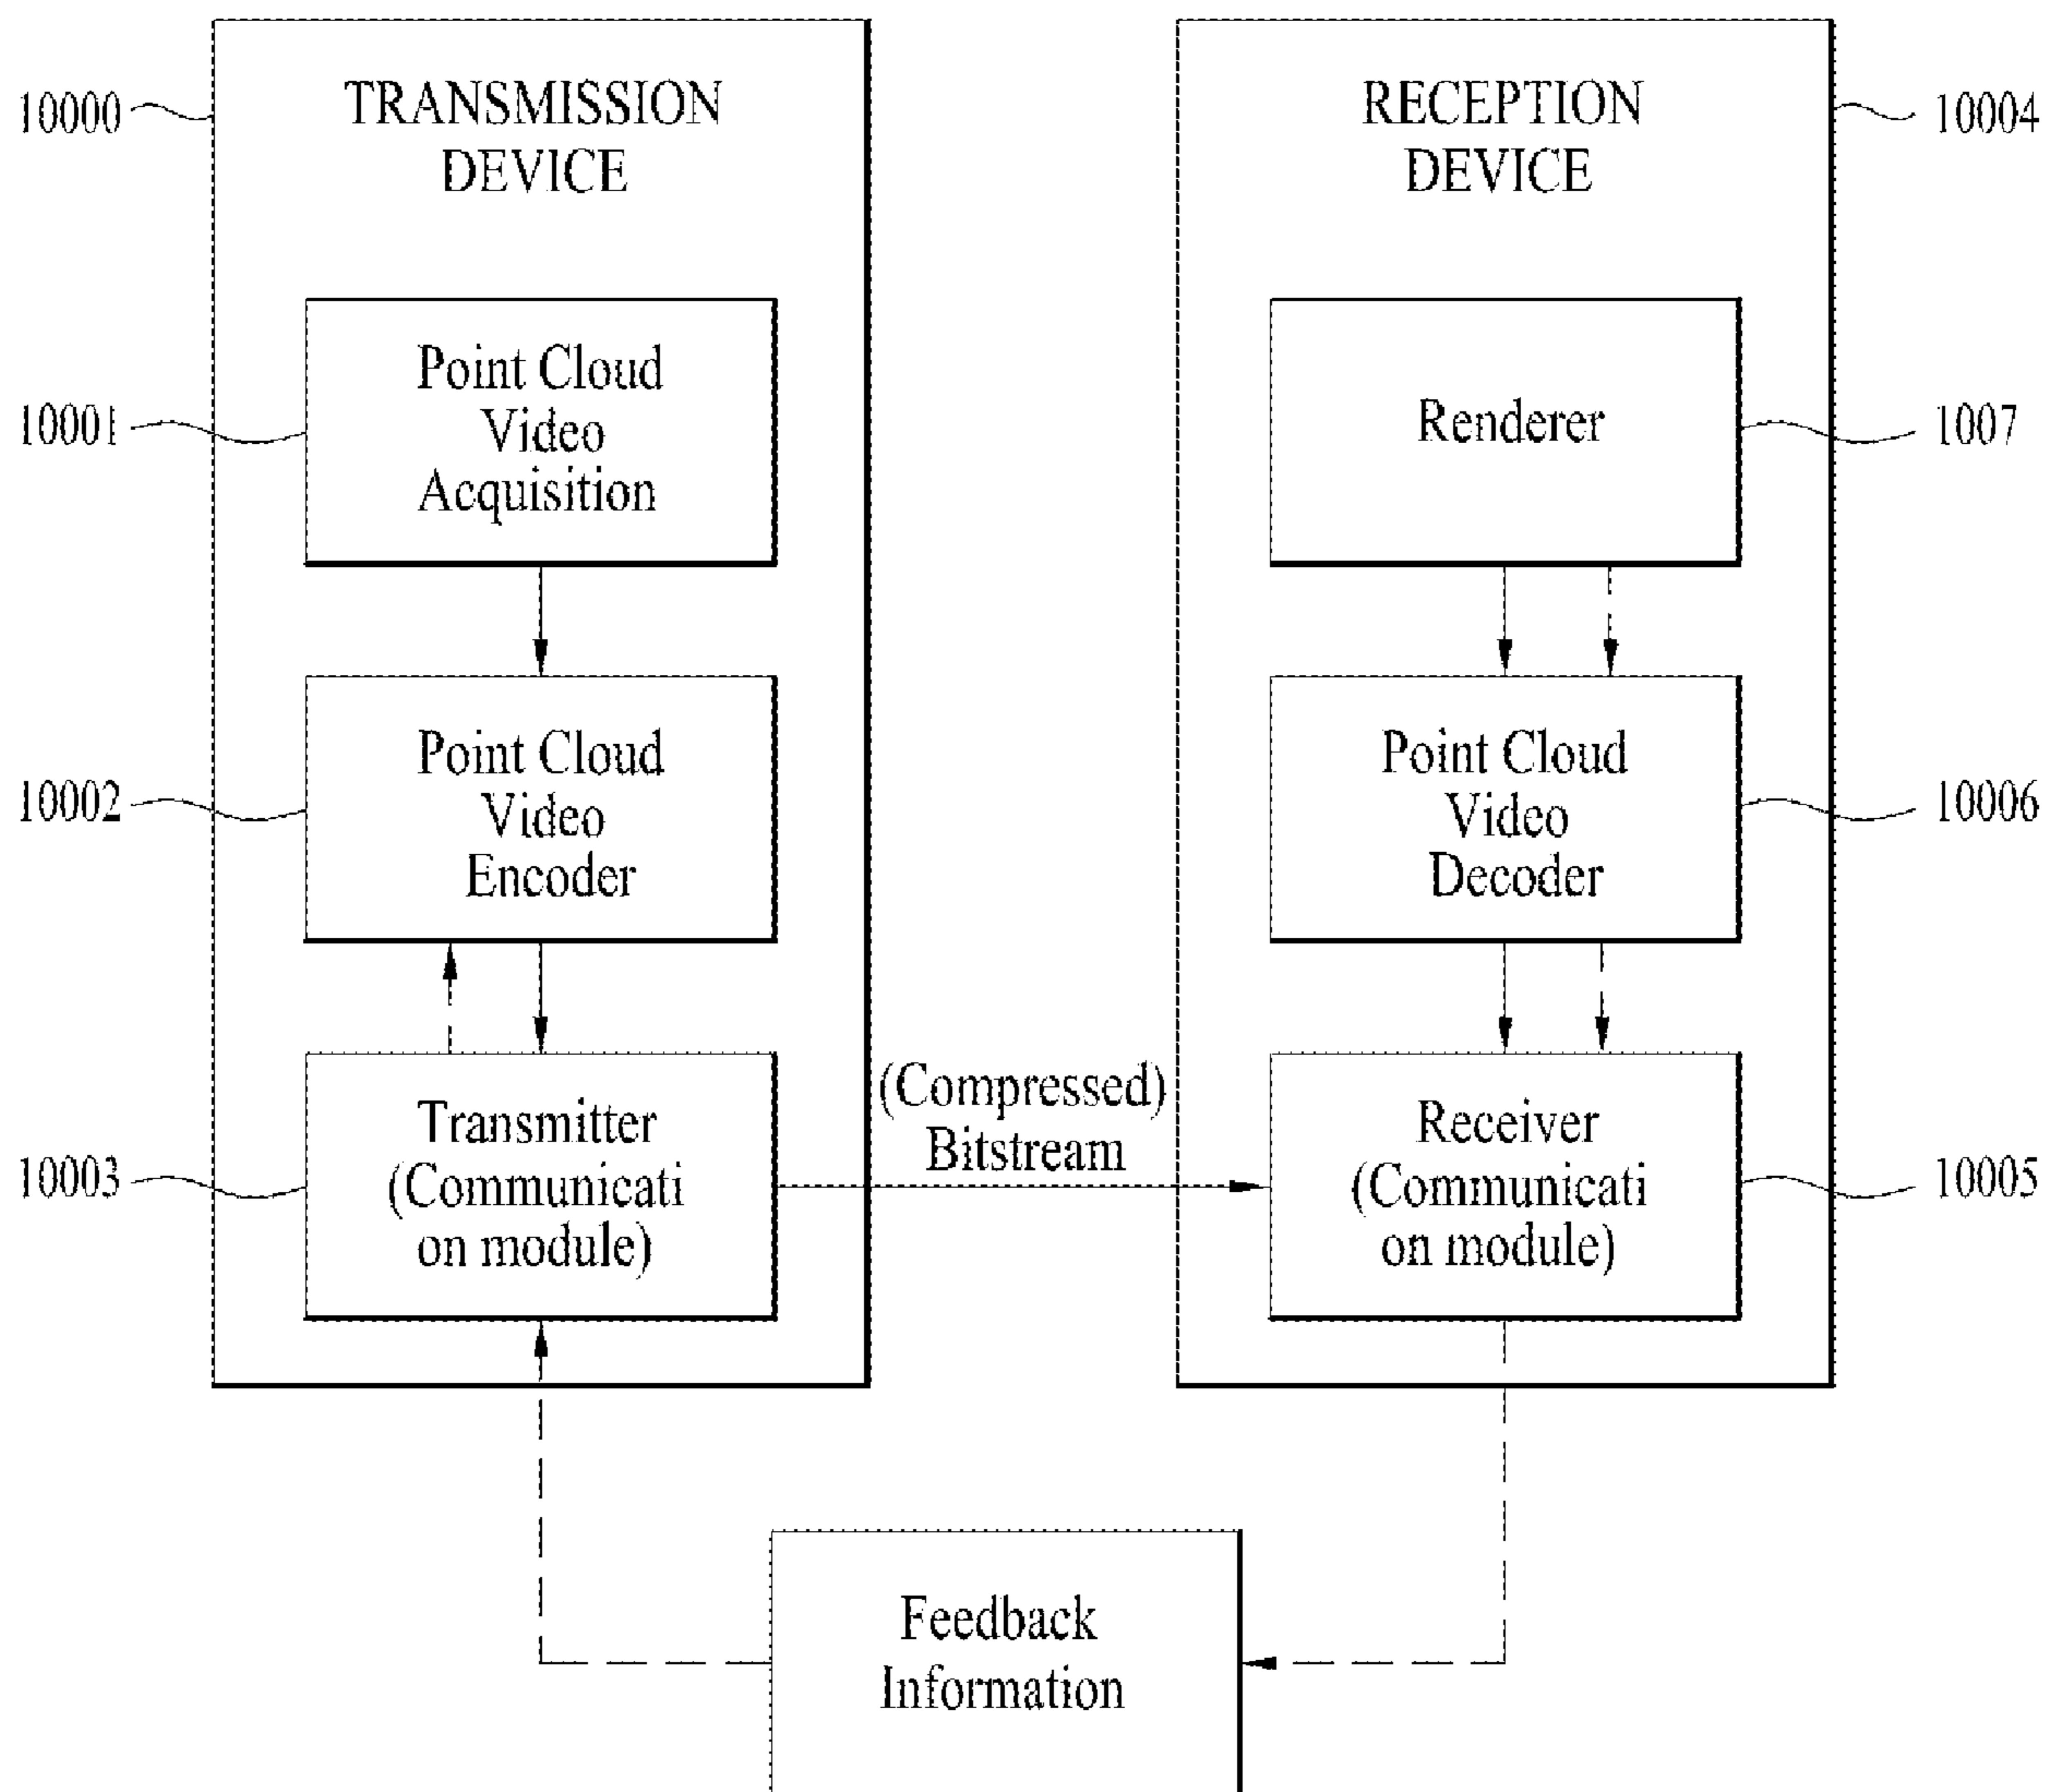 TRANSMISSION
DEVICE
10000
Point Cloud
Video
Acquisition
10001
Point Cloud
Video
Encoder
10002
Transmitter
(Communicati
on module)
10003
(Compressed)
Bitstream
RECEPTION
DEVICE
10004
Renderer
1007
Point Cloud
Video
Decoder
10006
Receiver
(Communicati
on module)
10005
Feedback
Information